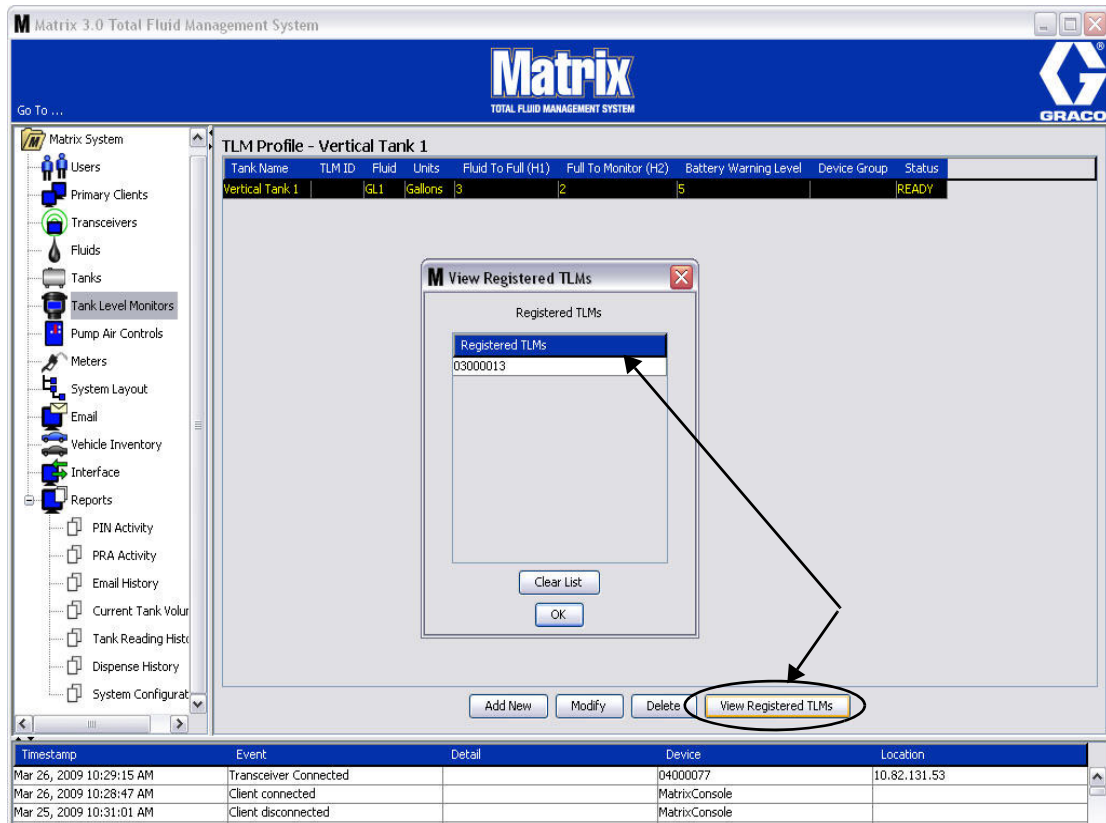 M Matrix 3.0 Total Fluid Management System
Matrix
TOTAL FLUID MANAGEMENT SYSTEM
®
GRACO
Go To ...
Matrix System
Users
Primary Clients
Transceivers
Fluids
Tanks
Tank Level Monitors
Pump Air Controls
Meters
System Layout
Email
Vehicle Inventory
Interface
Reports
PIN Activity
PRA Activity
Email History
Current Tank Volur
Tank Reading Histo
Dispense History
System Configurat
TLM Profile - Vertical Tank 1
Tank Name TLM ID Fluid Units Fluid To Full (H1) Full To Monitor (H2) Battery Warning Level Device Group Status
Vertical Tank 1 GL1 Gallons 3 2 5 READY
M View Registered TLMs
Registered TLMs
Registered TLMs
03000013
Clear List
OK
Add New Modify Delete View Registered TLMs
Timestamp Event Detail Device Location
Mar 26, 2009 10:29:15 AM Transceiver Connected 04000077 10.82.131.53
Mar 26, 2009 10:28:47 AM Client connected MatrixConsole
Mar 25, 2009 10:31:01 AM Client disconnected MatrixConsole